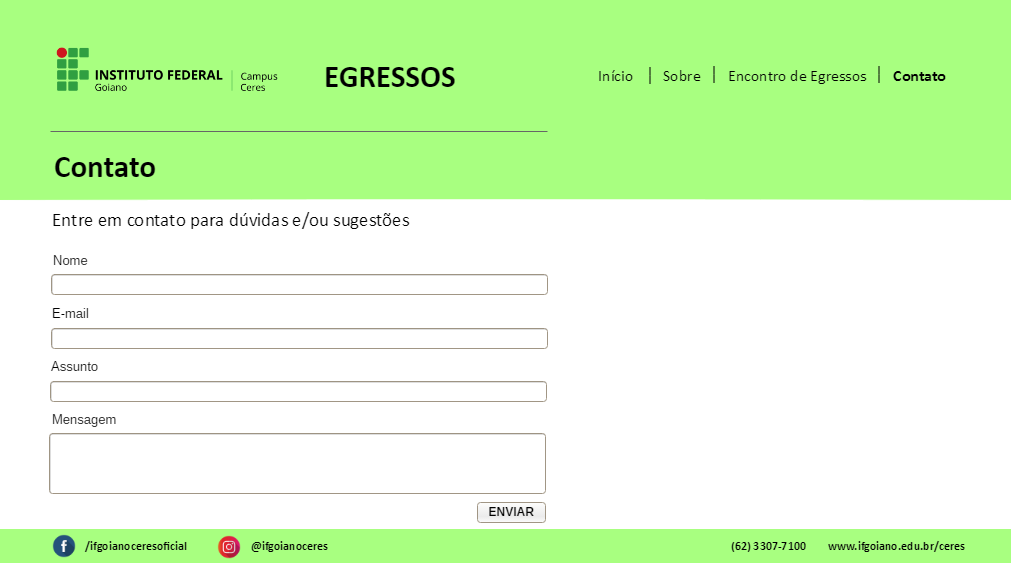 INSTITUTO FEDERAL
Goiano
Campus
Ceres
EGRESSOS
Início | Sobre | Encontro de Egressos | Contato
Contato
Entre em contato para dúvidas e/ou sugestões
Nome
E-mail
Assunto
Mensagem
ENVIAR
/ifgoianoceresoficial @ifgoianoceres (62) 3307-7100 www.ifgoiano.edu.br/ceres